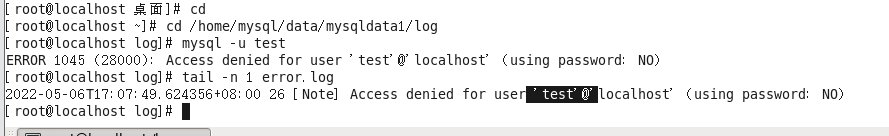 [ root@localhost 桌面]# cd
[ root@localhost ~]# cd /home/mysql/data/mysqldata1/log
[ root@localhost log]# mysql -u test
ERROR 1045 (28000): Access denied for user 'test'@'localhost' (using password: NO)
[ root@localhost log]# tail -n 1 error.log
2022-05-06T17:07:49.624356+08:00 26 [Note] Access denied for user 'test'@'localhost' (using password: NO)
[ root@localhost log]#